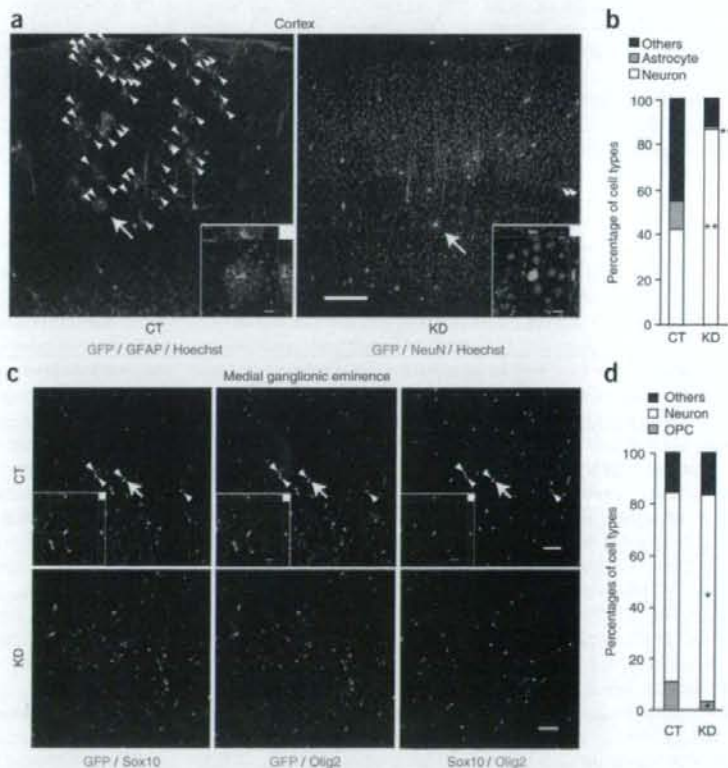 a
Cortex
CT
KD
GFP / GFAP / Hoechst
GFP / NeuN / Hoechst
b
Others
Astrocyte
Neuron
Percentage of cell types
100
80
60
40
20
0
*
**
CT
KD
c
Medial ganglionic eminence
CT
KD
GFP / Sox10
GFP / Olig2
Sox10 / Olig2
d
Others
Neuron
OPC
Percentages of cell types
100
80
60
40
20
0
*
*
CT
KD